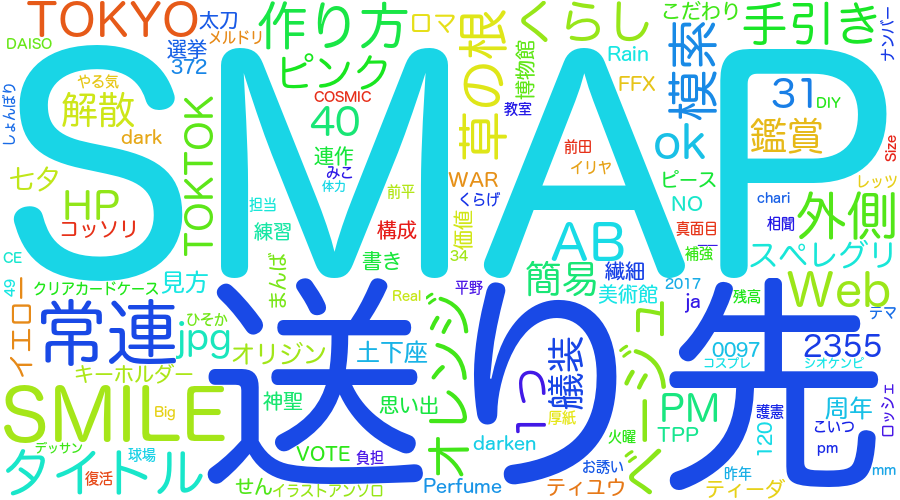 TOKYO
太刀
作り方
ロマ
くらし
こだわり
手引き
ナンバー
DAISO
選挙
メルドリ
372
ピンク
草の根
博物館
Rain
模索
SMAP
やる気
解散
dark
しょんぼり
COSMIC
40
教室
FFX
31
DIY
TOKTOK
連作
みこ
体力
前田
イリヤ
ok
鑑賞
Size
七夕
HP
コッソリ
担当
前平
WAR
くらげ
ピース
レッツ
NO
chari
外側
練習
構成
価値
AB
真面目
相聞
CE
見方
まんば
書き
34
簡易
繊細
補強
スペレグリ
49
クリアカードケース
Real
平野
美術館
2017
ja
残高
Web
テマ
イエロー
常連
ひそか
jpg
オリジン
土下座
オレンジ
送り先
12
艤装
ベージュ
0097
コスプレ
2355
シオケンピ
キーホルダー
SMILE
Big
神聖
思い出
厚紙
PM
護憲
周年
ロッシェ
デッサン
球場
VOTE
負担
darken
火曜
TPP
120
こいつ
pm
タイトル
復活
せん
イラストアンソロ
Perfume
お誘い
ティユウ
昨年
ティーダ
mm